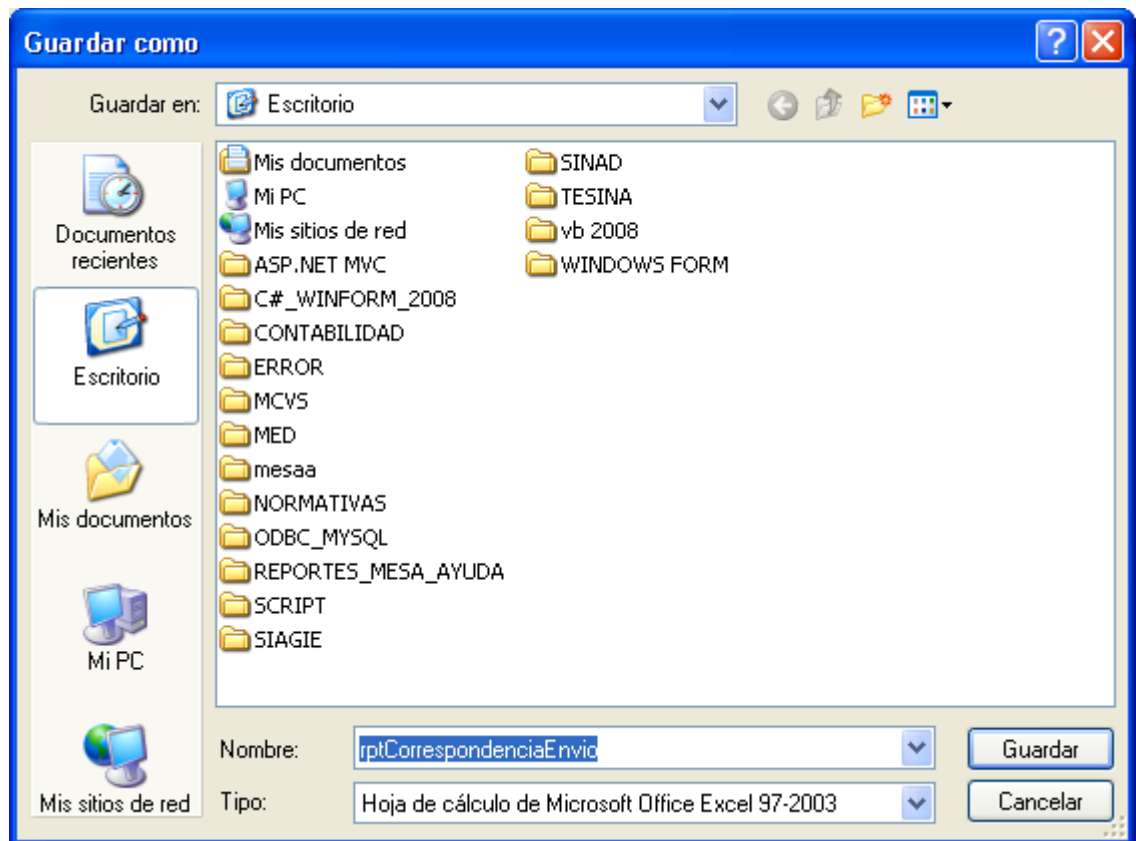 Guardar como
Guardar en: Escritorio
Documentos
recientes
Escritorio
Mis documentos
Mi PC
Mis sitios de red
Mis documentos
Mi PC
Mis sitios de red
ASP.NET MVC
C#_WINFORM_2008
CONTABILIDAD
ERROR
MCVS
MED
mesaa
NORMATIVAS
ODBC_MYSQL
REPORTES_MESA_AYUDA
SCRIPT
SIAGIE
SINAD
TESINA
vb 2008
WINDOWS FORM
Nombre: rptCorrespondenciaEnvio Guardar
Tipo: Hoja de cálculo de Microsoft Office Excel 97-2003 Cancelar